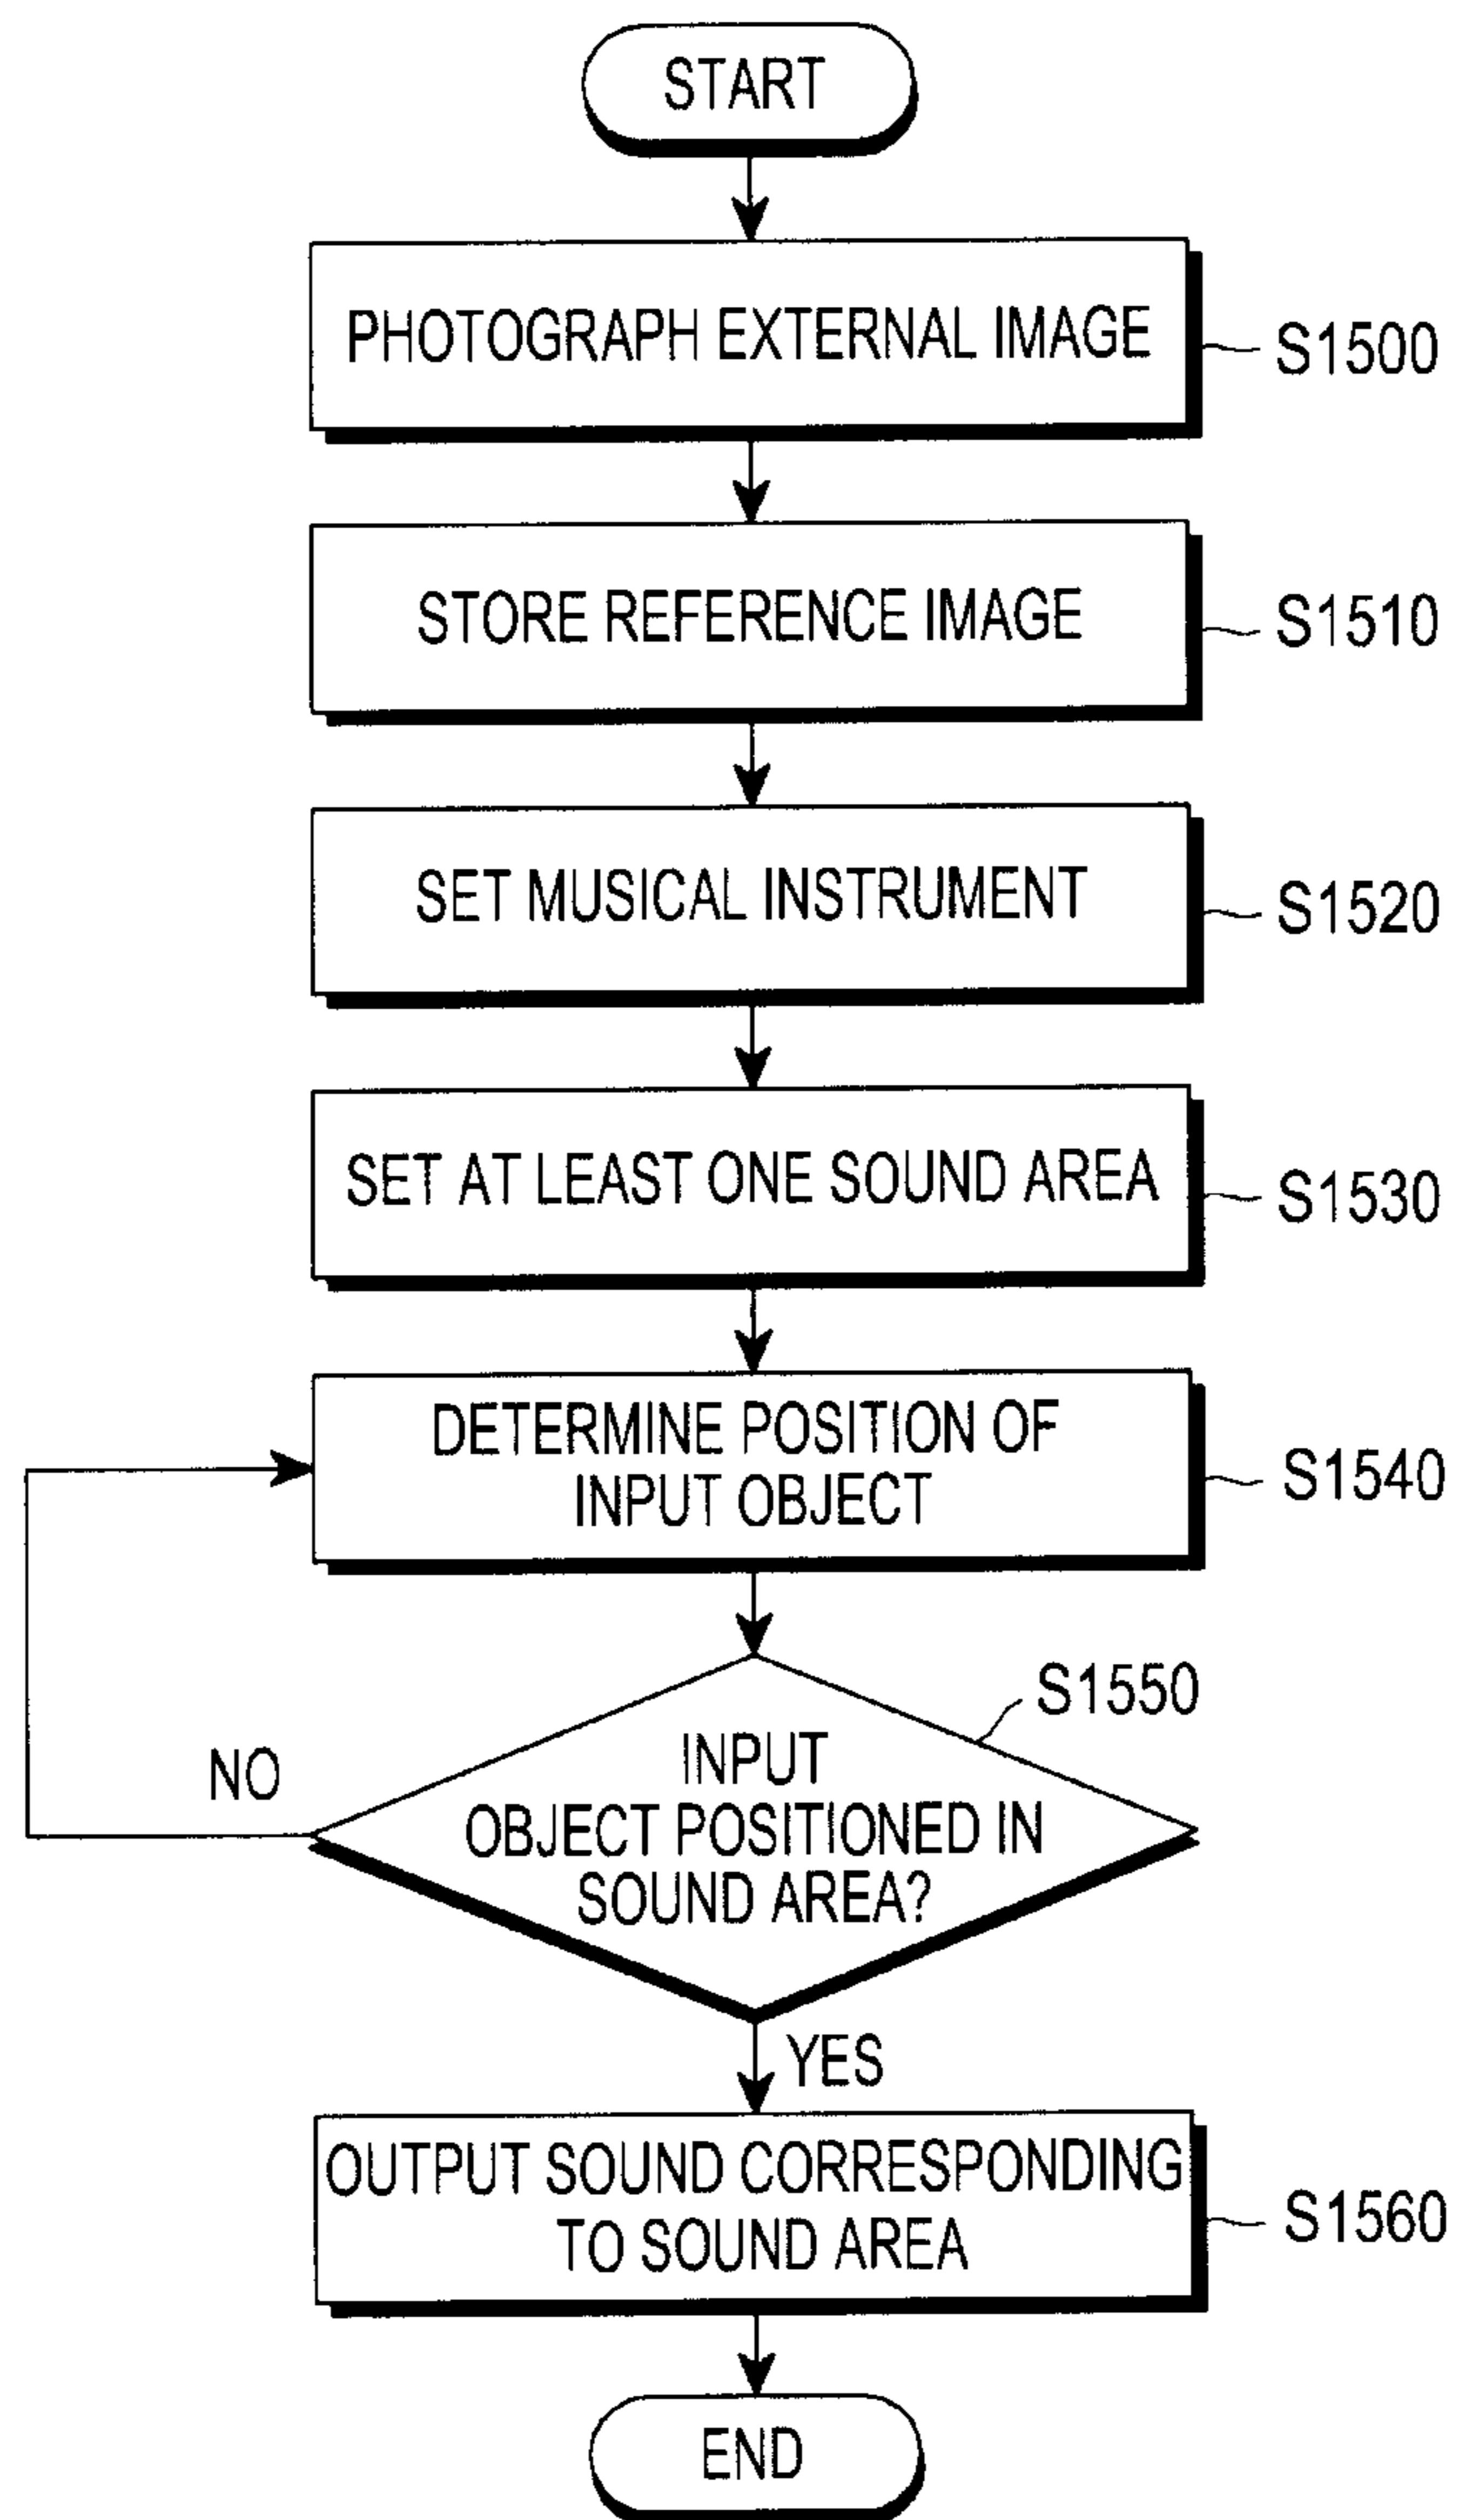 START
PHOTOGRAPH EXTERNAL IMAGE
S1500
STORE REFERENCE IMAGE
S1510
SET MUSICAL INSTRUMENT
S1520
SET AT LEAST ONE SOUND AREA
S1530
DETERMINE POSITION OF
INPUT OBJECT
S1540
S1550
INPUT
OBJECT POSITIONED IN
SOUND AREA?
NO
YES
OUTPUT SOUND CORRESPONDING
TO SOUND AREA
S1560
END